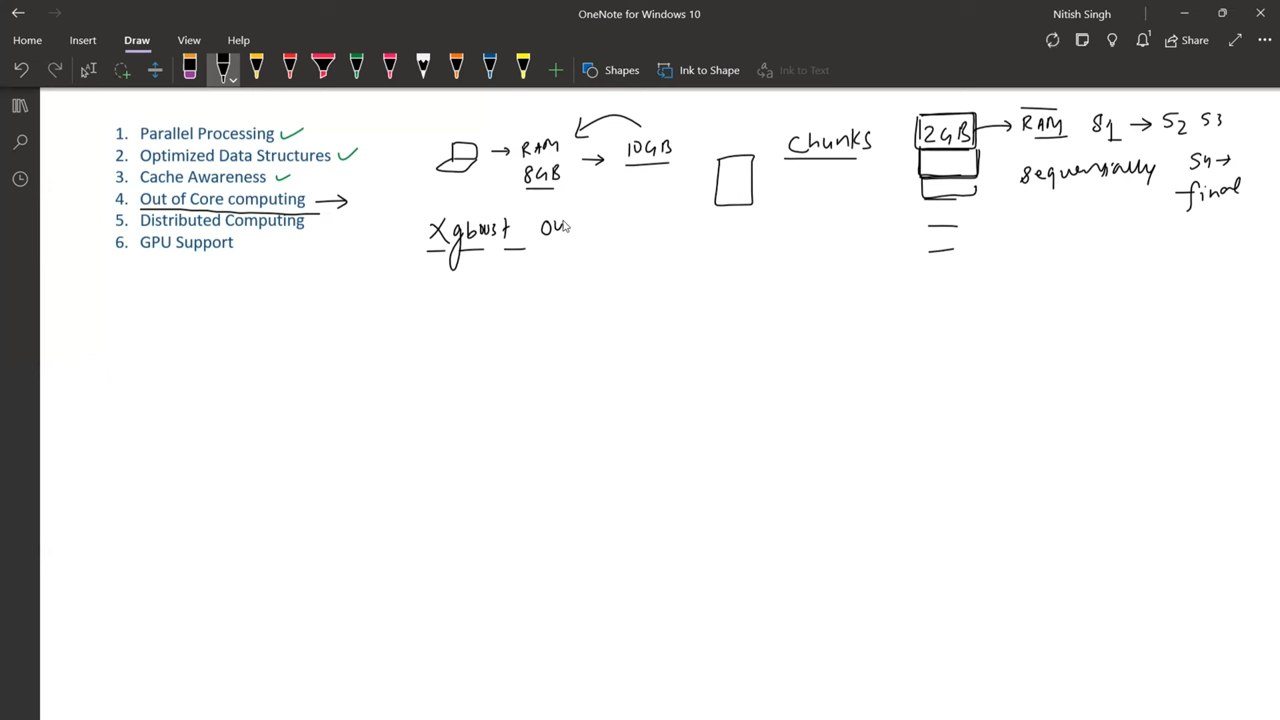 OneNote for Windows 10
Nitish Singh
Home Insert Draw View Help
Share
Shapes
Ink to Shape
Ink to Text
1. Parallel Processing
2. Optimized Data Structures
3. Cache Awareness
4. Out of Core computing
5. Distributed Computing
6. GPU Support
RAM
8GB
10GB
Chunks
12GB
RAM S1 → S2 S3
sequentially
S4 →
final
Xgboost ou